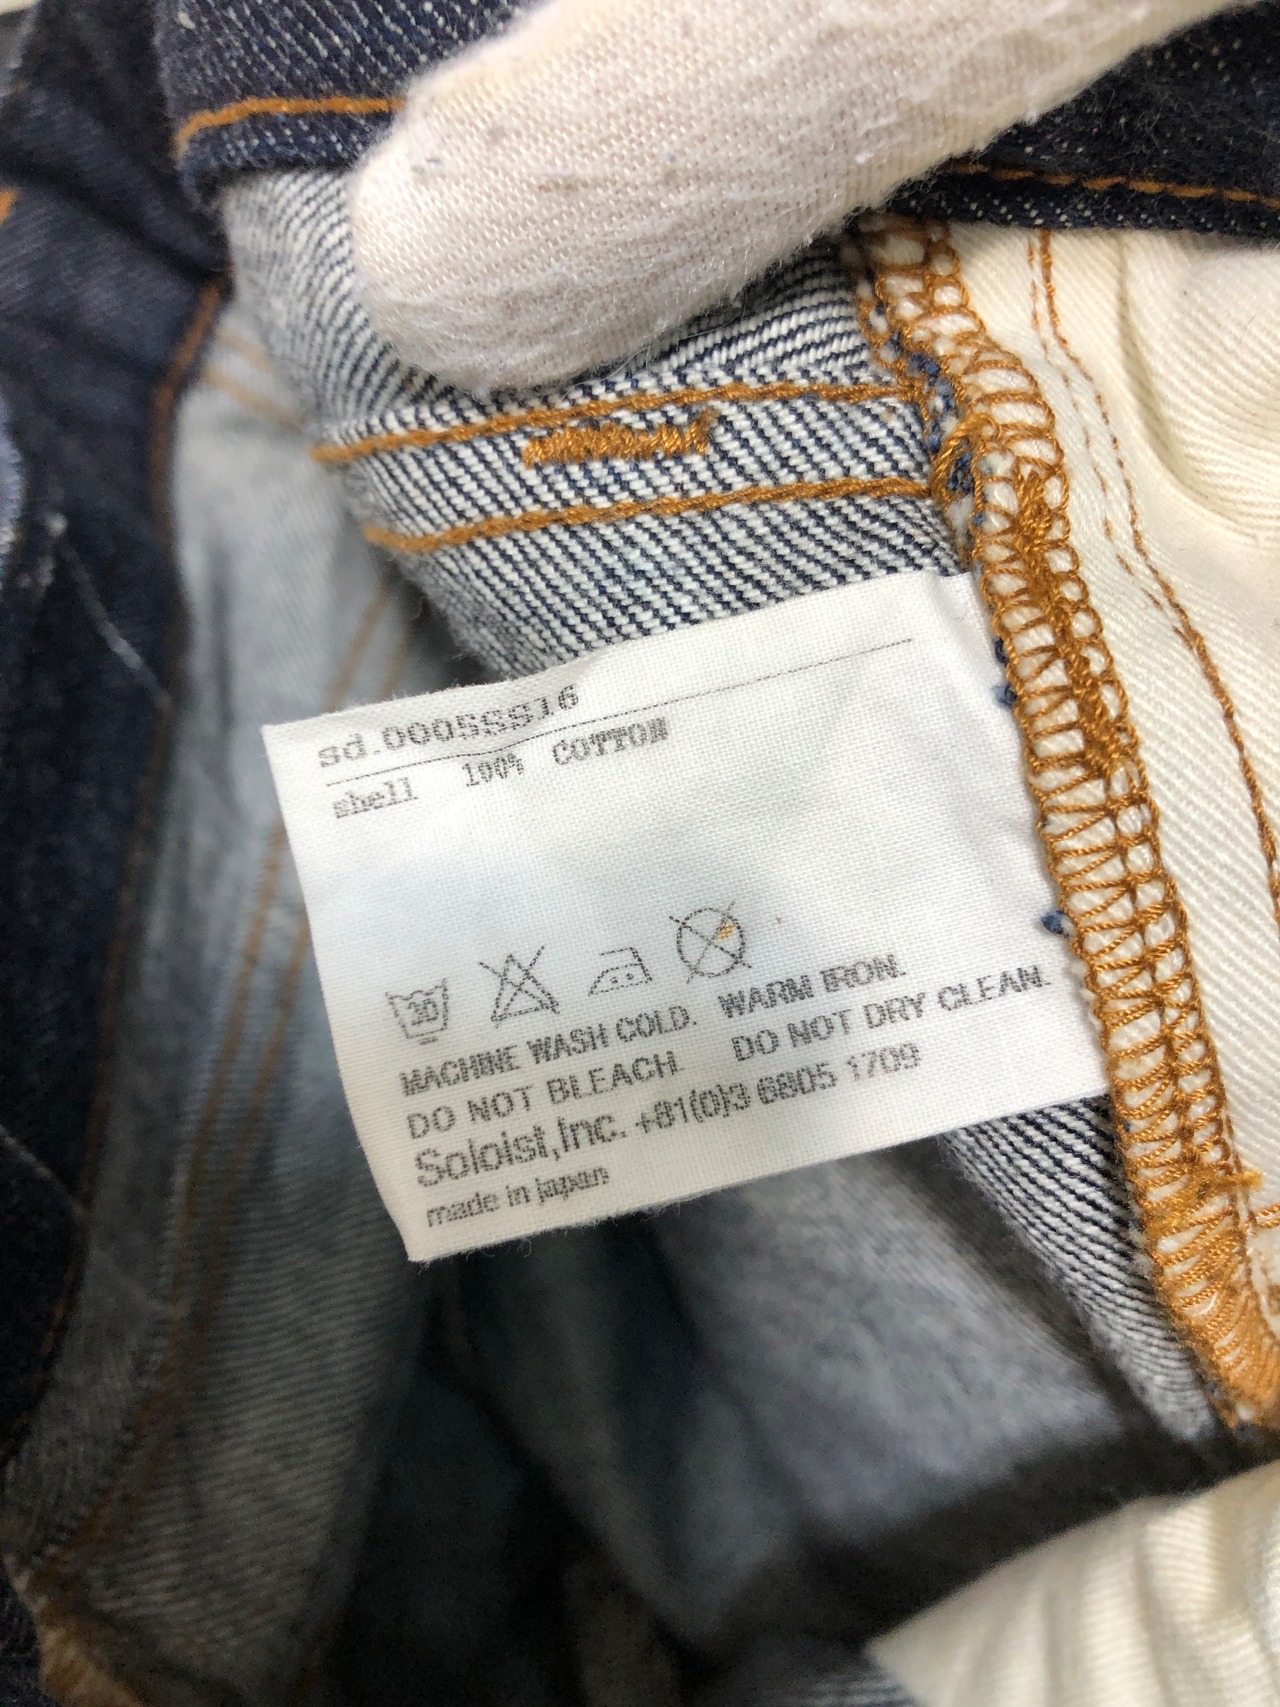 sd.0005SS16
shell 100% COTTON
30
MACHINE WASH COLD. WARM IRON.
DO NOT BLEACH. DO NOT DRY CLEAN.
Soloist,Inc. +81(0)3 6805 1709
made in japan